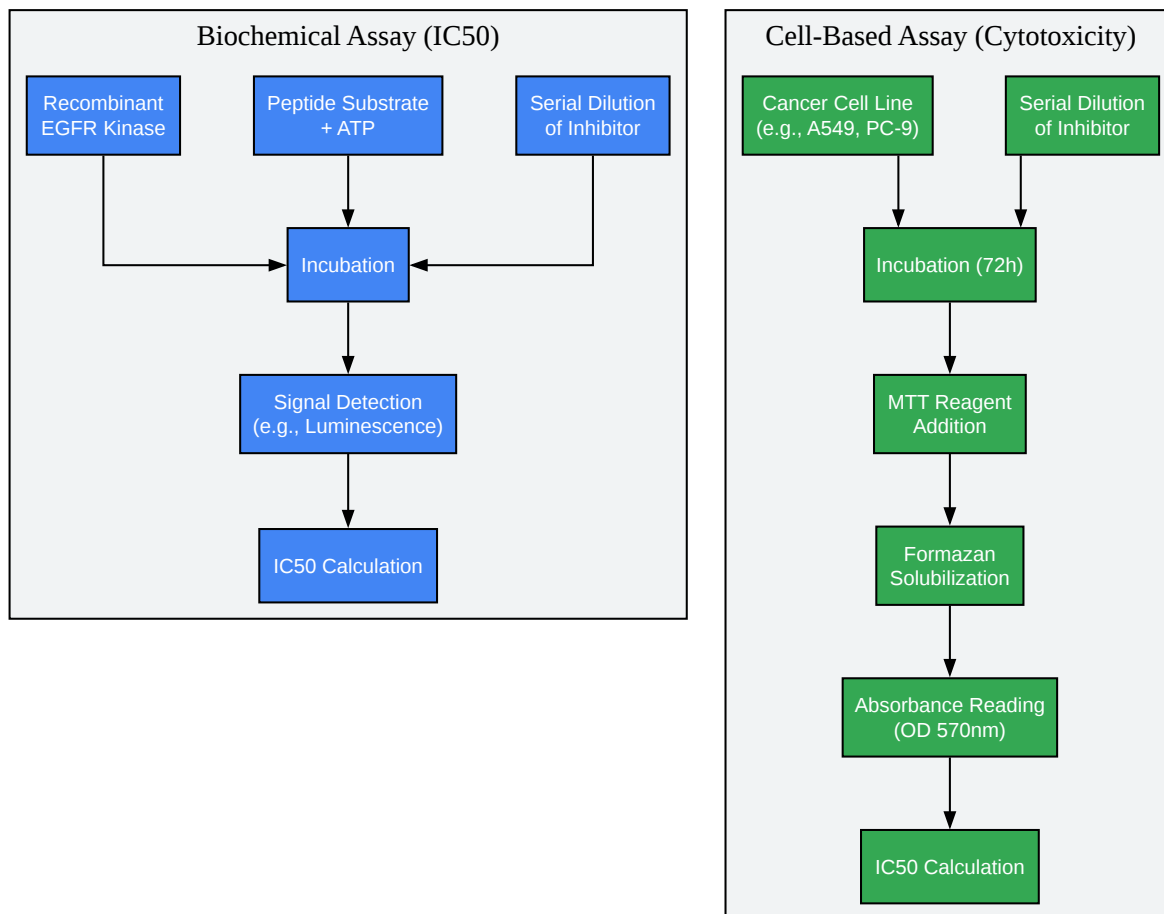 Biochemical Assay (IC50)
Recombinant
EGFR Kinase
Peptide Substrate
+ ATP
Serial Dilution
of Inhibitor
Incubation
Signal Detection
(e.g., Luminescence)
IC50 Calculation
Cell-Based Assay (Cytotoxicity)
Cancer Cell Line
(e.g., A549, PC-9)
Serial Dilution
of Inhibitor
Incubation (72h)
MTT Reagent
Addition
Formazan
Solubilization
Absorbance Reading
(OD 570nm)
IC50 Calculation